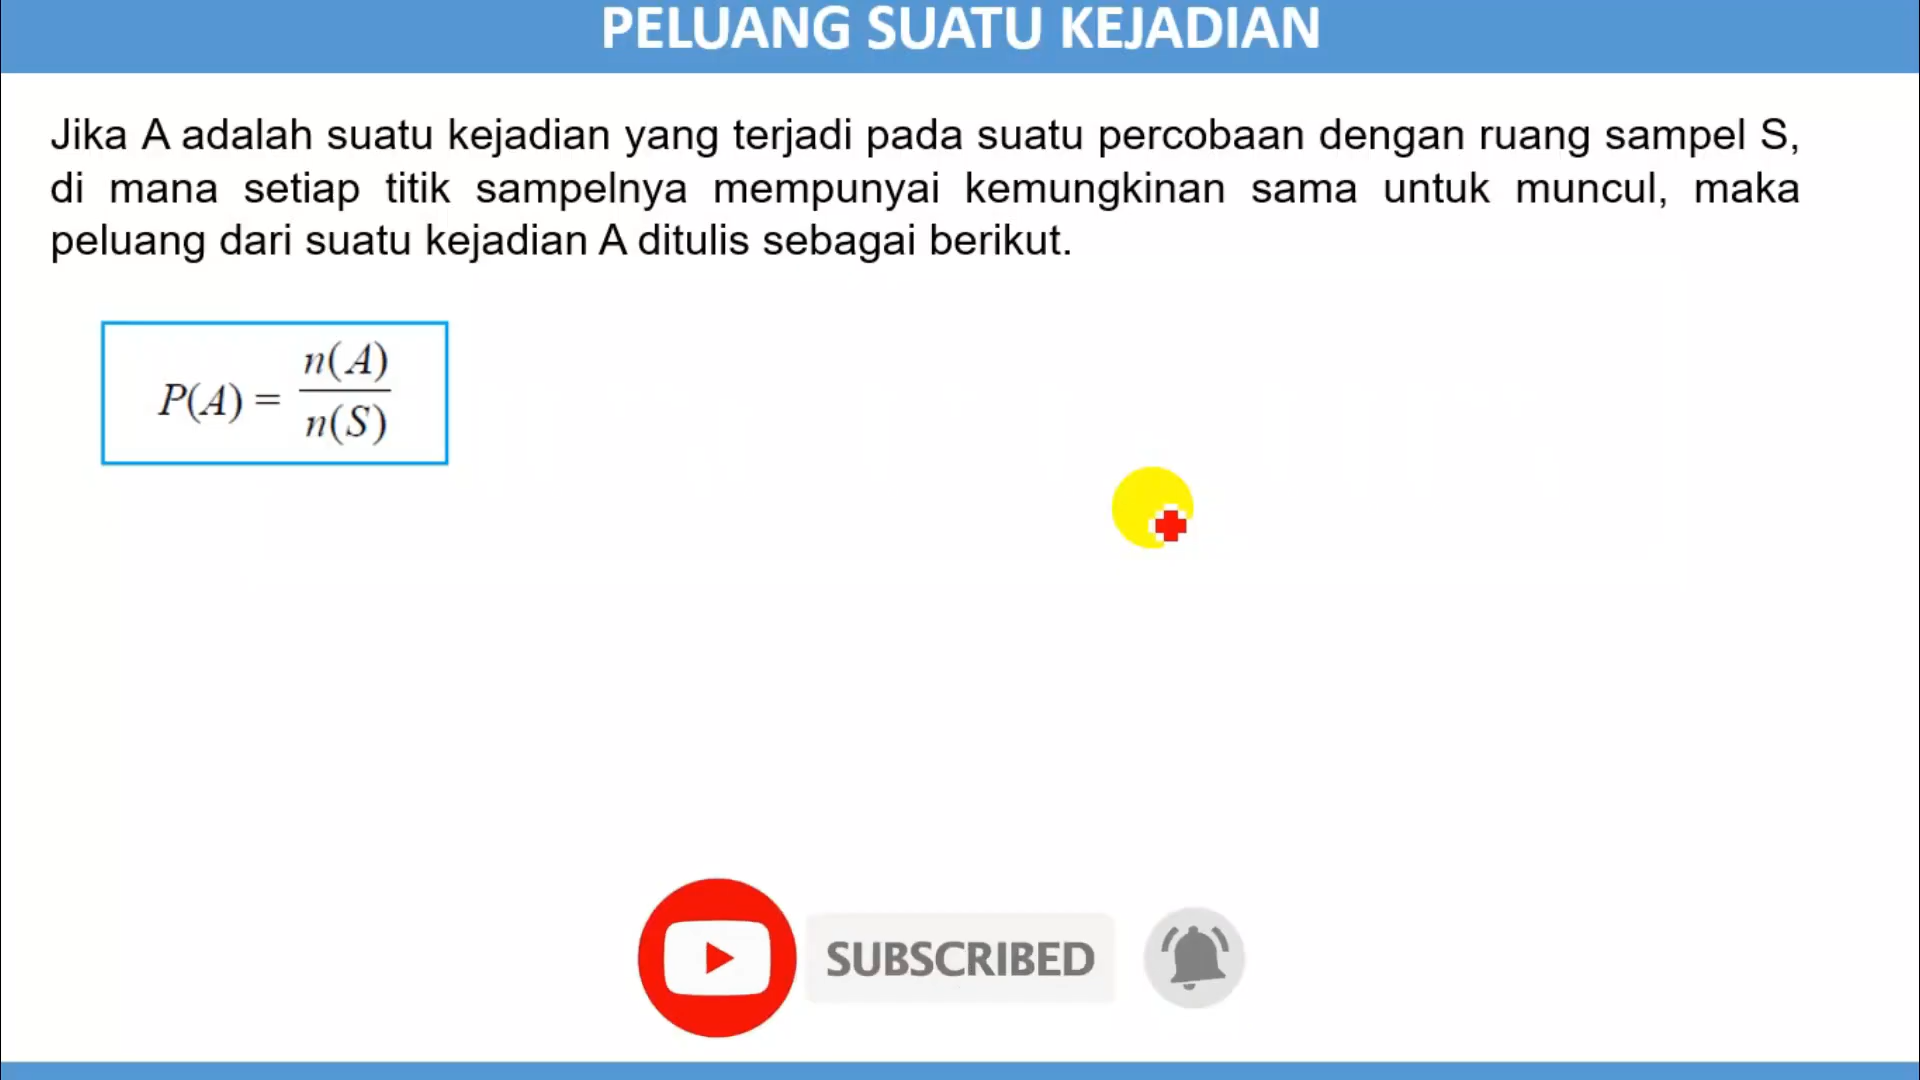 PELUANG SUATU KEJADIAN
Jika A adalah suatu kejadian yang terjadi pada suatu percobaan dengan ruang sampel S,
di mana setiap titik sampelnya mempunyai kemungkinan sama untuk muncul, maka
peluang dari suatu kejadian A ditulis sebagai berikut.
P(A) = n(A) / n(S)
SUBSCRIBED